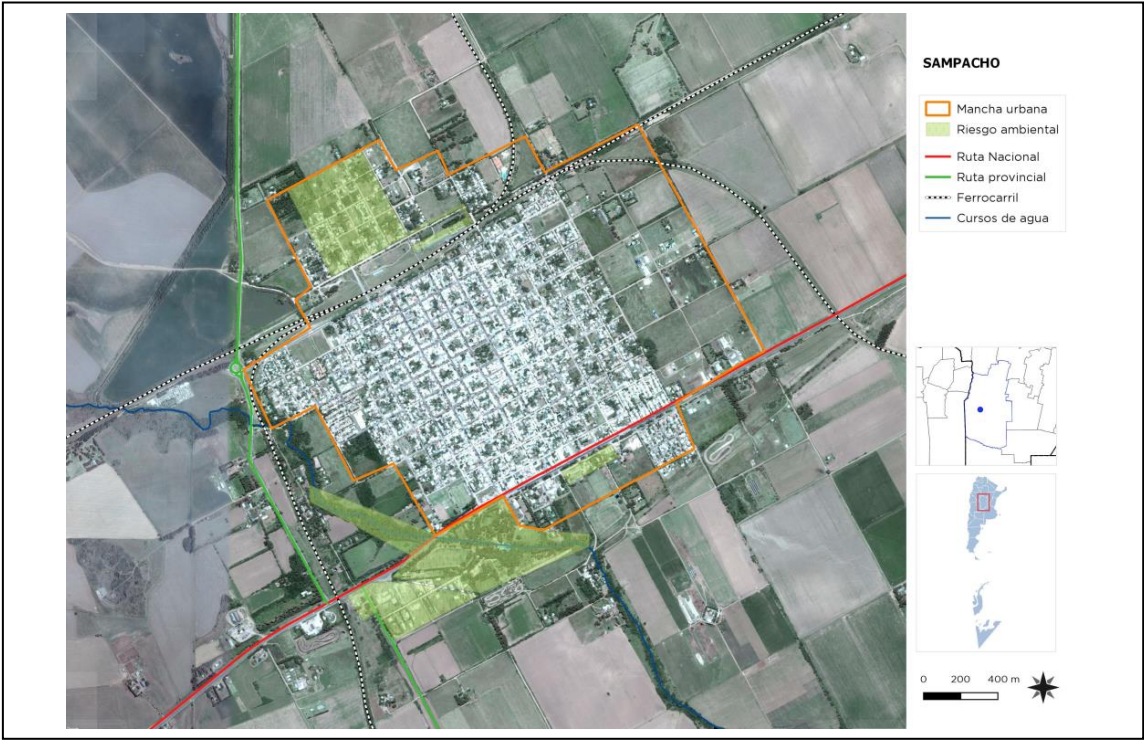 SAMPACHO
Mancha urbana
Riesgo ambiental
Ruta Nacional
Ruta provincial
Ferrocarril
Cursos de agua
0 200 400 m